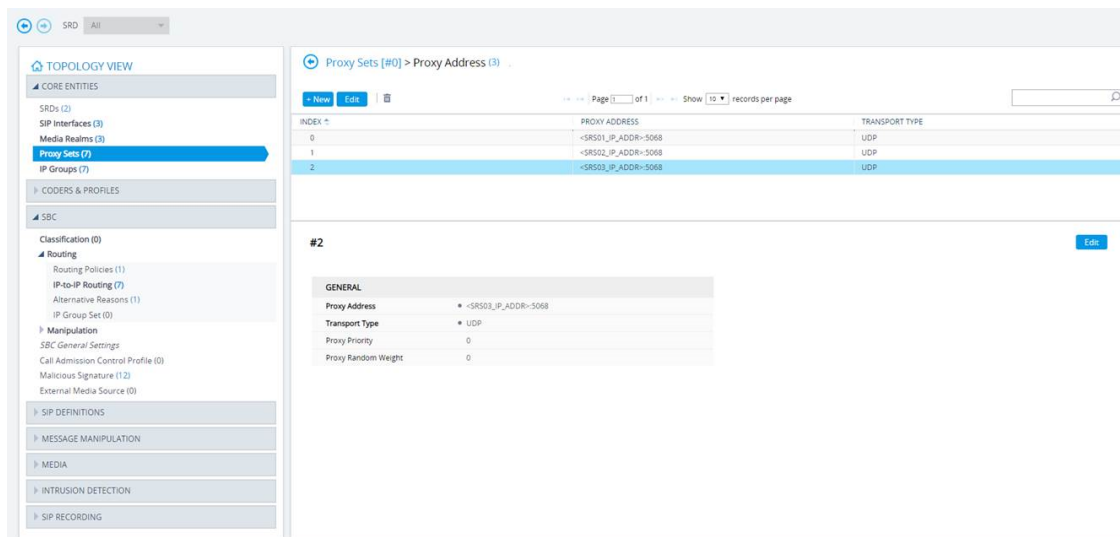 SRD All
TOPOLOGY VIEW
CORE ENTITIES
SRDs (2)
SIP Interfaces (3)
Media Realms (3)
Proxy Sets (7)
IP Groups (7)
CODERS & PROFILES
SBC
Classification (0)
Routing
Routing Policies (1)
IP-to-IP Routing (7)
Alternative Reasons (1)
IP Group Set (0)
Manipulation
SBC General Settings
Call Admission Control Profile (0)
Malicious Signature (12)
External Media Source (0)
SIP DEFINITIONS
MESSAGE MANIPULATION
MEDIA
INTRUSION DETECTION
SIP RECORDING
Proxy Sets [#0] > Proxy Address (3)
+ New Edit Page 1 of 1 Show 10 records per page
INDEX PROXY ADDRESS TRANSPORT TYPE
0 <SRS01_IP_ADDR>:5068 UDP
1 <SRS02_IP_ADDR>:5068 UDP
2 <SRS03_IP_ADDR>:5068 UDP
#2 Edit
GENERAL
Proxy Address <SRS03_IP_ADDR>:5068
Transport Type UDP
Proxy Priority 0
Proxy Random Weight 0